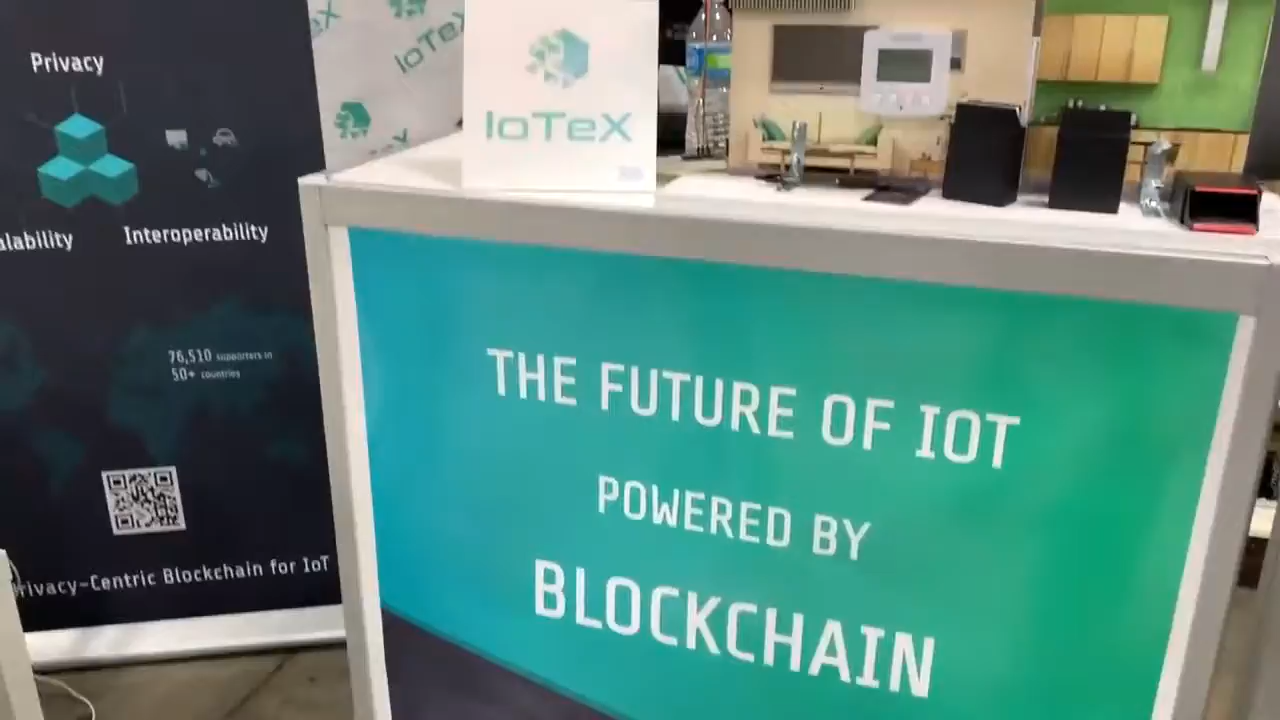 Privacy
alability
Interoperability
76,510 supporters in
50+ countries
rivacy-Centric Blockchain for IoT
IoTeX
IoTeX
THE FUTURE OF IOT
POWERED BY
BLOCKCHAIN